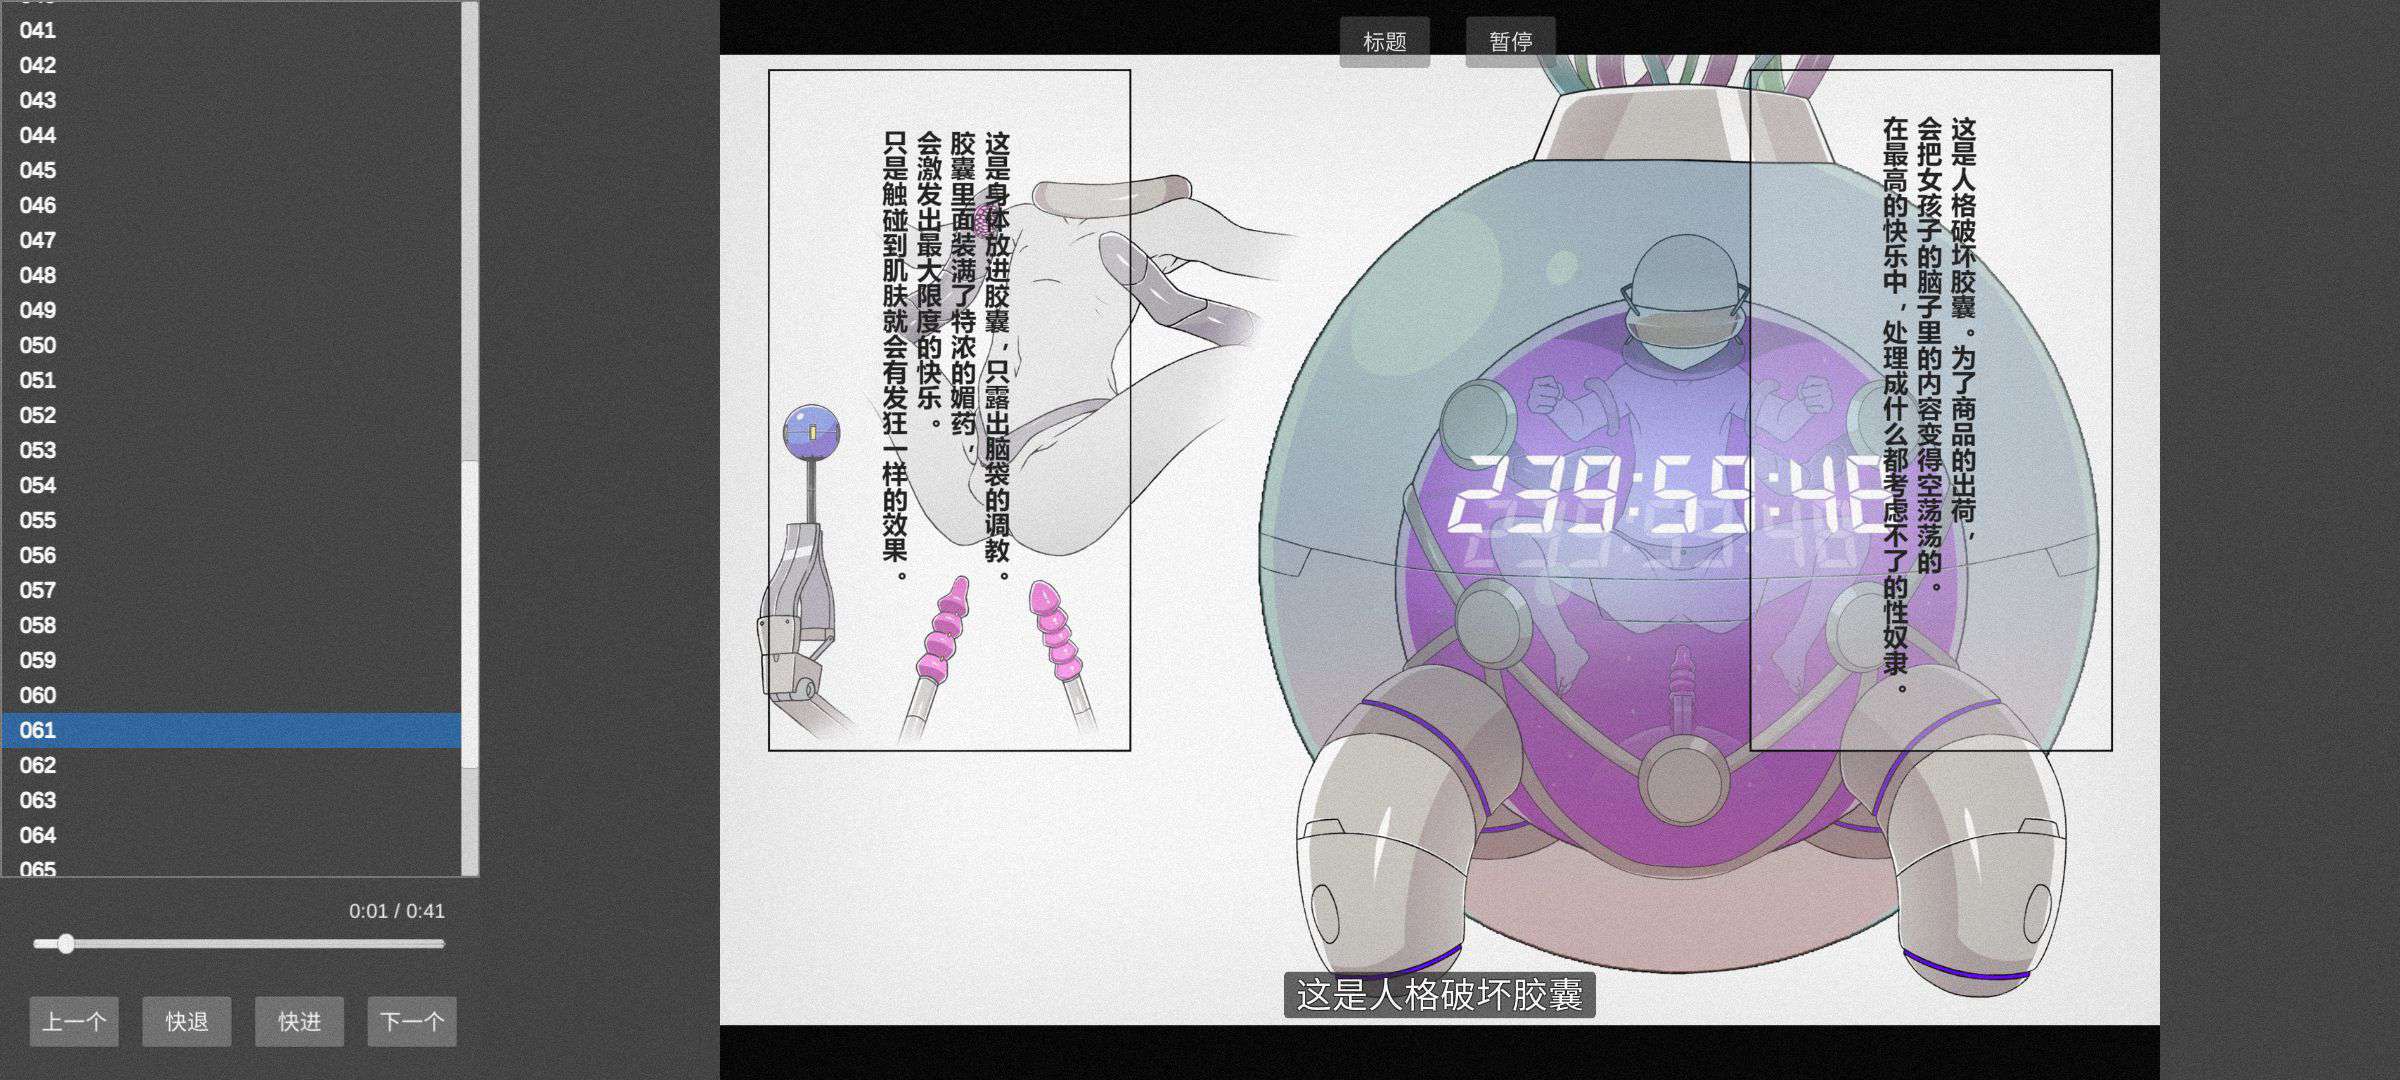 041
042
043
044
045
046
047
048
049
050
051
052
053
054
055
056
057
058
059
060
061
062
063
064
065
0:01 / 0:41
上一个
快退
快进
下一个
标题
暂停
这是人格破坏胶囊。为了商品的出荷，
会把女孩子的脑子里的内容变得空荡荡的。
在最高的快乐中，处理成什么都考虑不了的性奴隶。
239:59:48
这是身体放进胶囊，只露出脑袋的调教。
胶囊里面装满了特浓的媚药，
会激发出最大限度的快乐。
只是触碰到肌肤就会有发狂一样的效果。
这是人格破坏胶囊